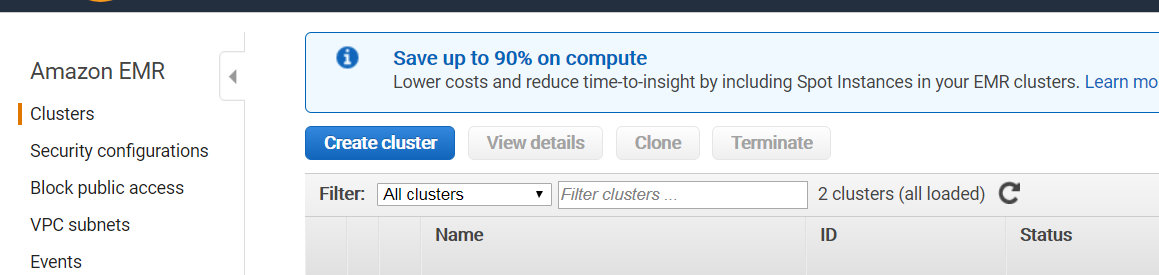 Amazon EMR
Clusters
Security configurations
Block public access
VPC subnets
Events
Save up to 90% on compute
Lower costs and reduce time-to-insight by including Spot Instances in your EMR clusters. Learn mo
Create cluster View details Clone Terminate
Filter: All clusters Filter clusters ... 2 clusters (all loaded)
Name ID Status